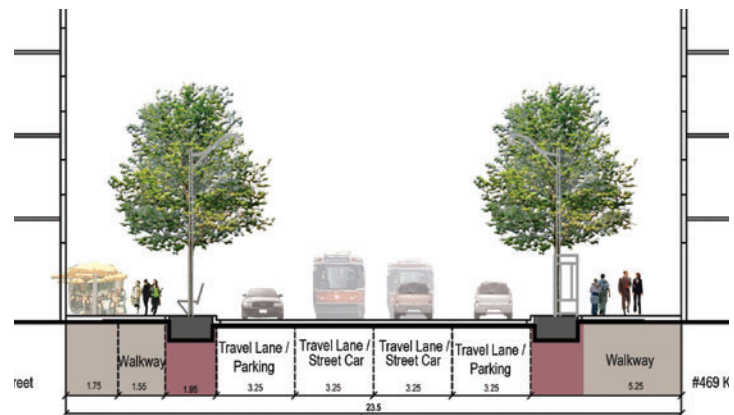 Walkway
Travel Lane /
Parking
Travel Lane /
Street Car
Travel Lane /
Street Car
Travel Lane /
Parking
Walkway
reet
1.75
1.55
1.95
3.25
3.25
3.25
3.25
5.25
#469 K
23.5